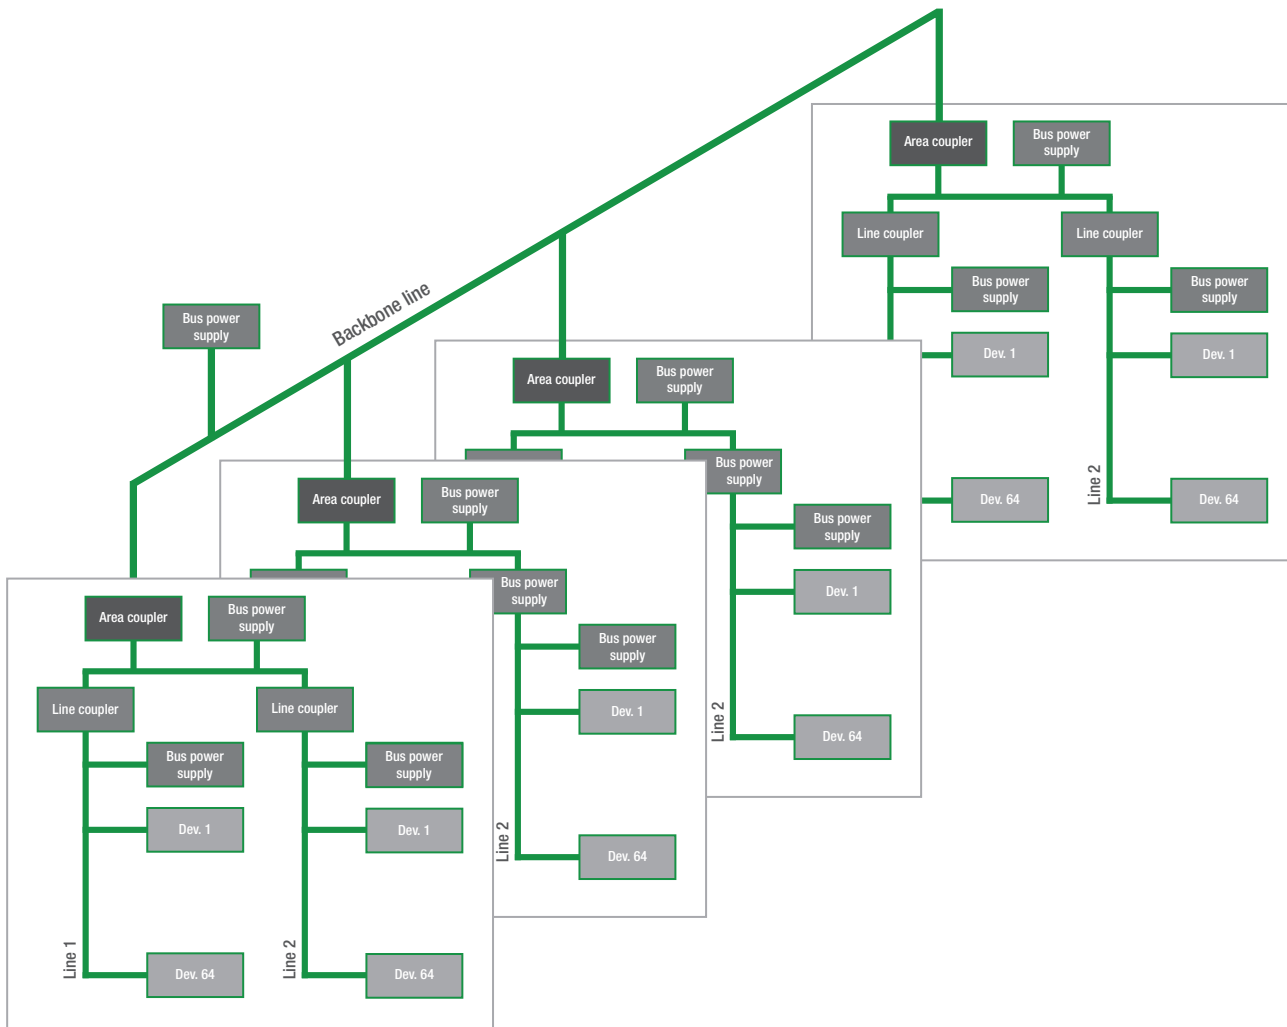 Area coupler
Bus power
supply
Line coupler
Line coupler
Bus power
supply
Bus power
supply
Dev. 1
Dev. 1
Line 2
Dev. 64
Dev. 64
Backbone line
Bus power
supply
Area coupler
Bus power
supply
Bus power
supply
Bus power
supply
Dev. 1
Line 2
Dev. 64
Area coupler
Bus power
supply
Bus power
supply
Bus power
supply
Dev. 1
Line 2
Dev. 64
Area coupler
Bus power
supply
Line coupler
Line coupler
Bus power
supply
Bus power
supply
Dev. 1
Dev. 1
Line 1
Line 2
Dev. 64
Dev. 64